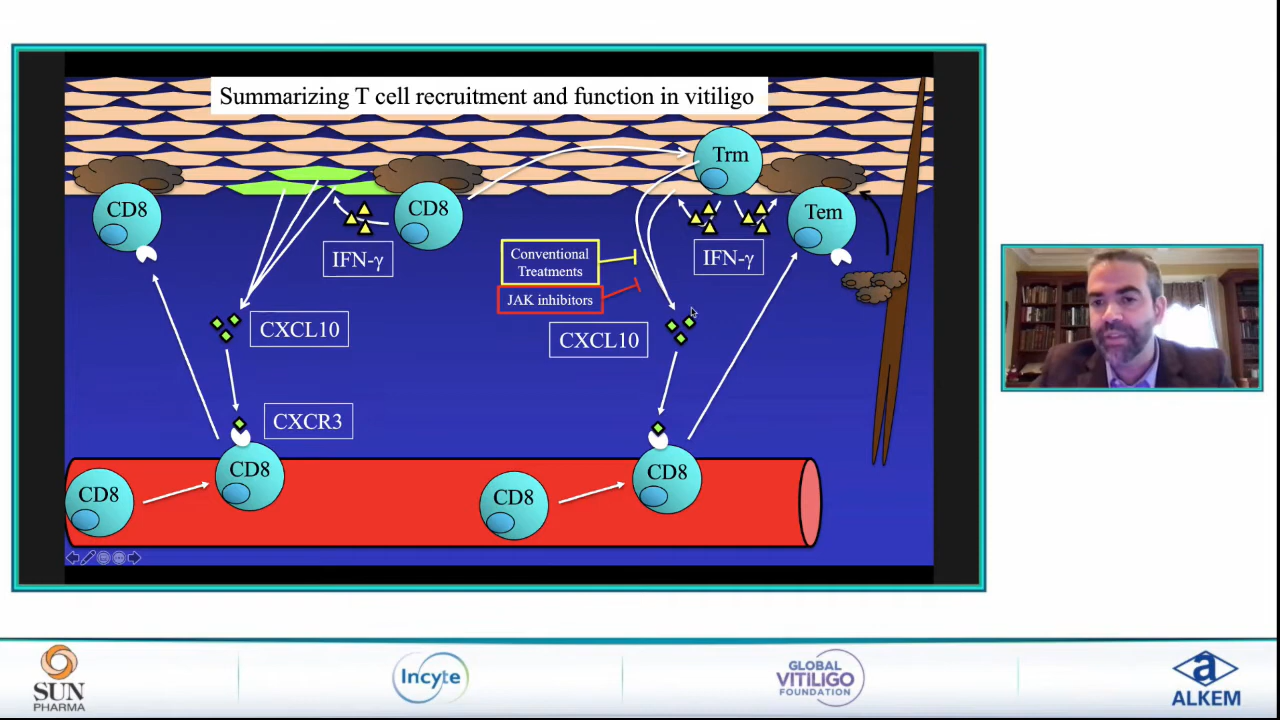 Summarizing T cell recruitment and function in vitiligo
Trm
CD8
CD8
Tem
IFN-γ
IFN-γ
Conventional
Treatments
JAK inhibitors
CXCL10
CXCL10
CXCR3
CD8
CD8
CD8
CD8
SUN
PHARMA
Incyte
GLOBAL
VITILIGO
FOUNDATION
a
ALKEM